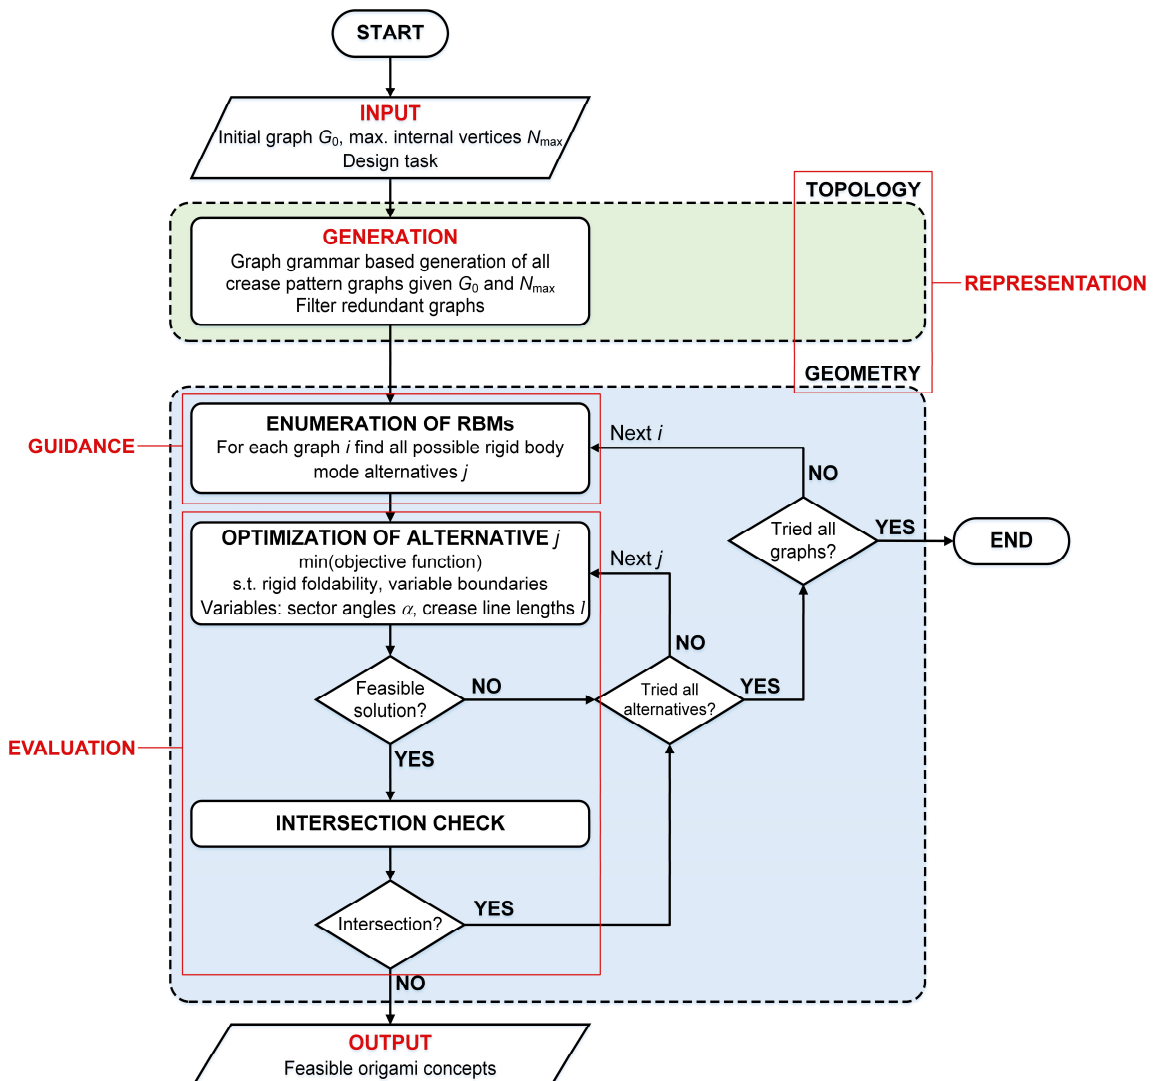 START
INPUT
Initial graph G0, max. internal vertices Nmax
Design task
TOPOLOGY
GENERATION
Graph grammar based generation of all
crease pattern graphs given G0 and Nmax
Filter redundant graphs
REPRESENTATION
GEOMETRY
ENUMERATION OF RBMs
For each graph i find all possible rigid body
mode alternatives j
GUIDANCE
Next i
NO
Tried all
graphs?
YES
END
OPTIMIZATION OF ALTERNATIVE j
min(objective function)
s.t. rigid foldability, variable boundaries
Variables: sector angles α, crease line lengths l
Next j
NO
Feasible
solution?
NO
Tried all
alternatives?
YES
EVALUATION
YES
INTERSECTION CHECK
Intersection?
YES
NO
OUTPUT
Feasible origami concepts